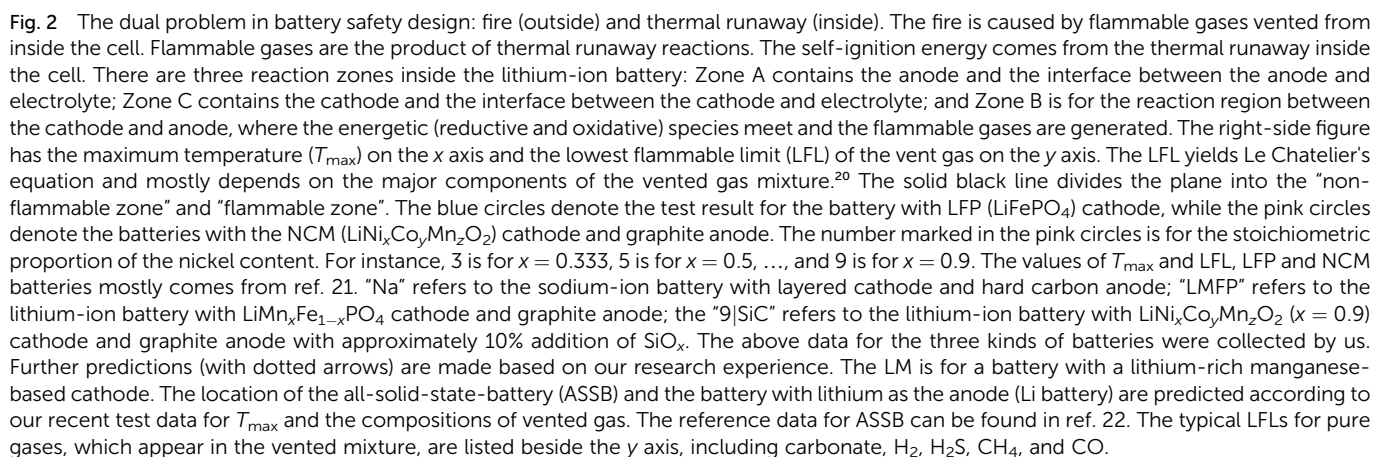 Fig. 2 The dual problem in battery safety design: fire (outside) and thermal runaway (inside). The fire is caused by flammable gases vented from
inside the cell. Flammable gases are the product of thermal runaway reactions. The self-ignition energy comes from the thermal runaway inside
the cell. There are three reaction zones inside the lithium-ion battery: Zone A contains the anode and the interface between the anode and
electrolyte; Zone C contains the cathode and the interface between the cathode and electrolyte; and Zone B is for the reaction region between
the cathode and anode, where the energetic (reductive and oxidative) species meet and the flammable gases are generated. The right-side figure
has the maximum temperature (Tmax) on the x axis and the lowest flammable limit (LFL) of the vent gas on the y axis. The LFL yields Le Chatelier's
equation and mostly depends on the major components of the vented gas mixture.²⁰ The solid black line divides the plane into the “non-
flammable zone” and “flammable zone”. The blue circles denote the test result for the battery with LFP (LiFePO₄) cathode, while the pink circles
denote the batteries with the NCM (LiNiₓCoᵧMn_zO₂) cathode and graphite anode. The number marked in the pink circles is for the stoichiometric
proportion of the nickel content. For instance, 3 is for x = 0.333, 5 is for x = 0.5, ..., and 9 is for x = 0.9. The values of Tmax and LFL, LFP and NCM
batteries mostly comes from ref. 21. “Na” refers to the sodium-ion battery with layered cathode and hard carbon anode; “LMFP” refers to the
lithium-ion battery with LiMnₓFe₁₋ₓPO₄ cathode and graphite anode; the “9|SiC” refers to the lithium-ion battery with LiNiₓCoᵧMn_zO₂ (x = 0.9)
cathode and graphite anode with approximately 10% addition of SiOₓ. The above data for the three kinds of batteries were collected by us.
Further predictions (with dotted arrows) are made based on our research experience. The LM is for a battery with a lithium-rich manganese-
based cathode. The location of the all-solid-state-battery (ASSB) and the battery with lithium as the anode (Li battery) are predicted according to
our recent test data for Tmax and the compositions of vented gas. The reference data for ASSB can be found in ref. 22. The typical LFLs for pure
gases, which appear in the vented mixture, are listed beside the y axis, including carbonate, H₂, H₂S, CH₄, and CO.